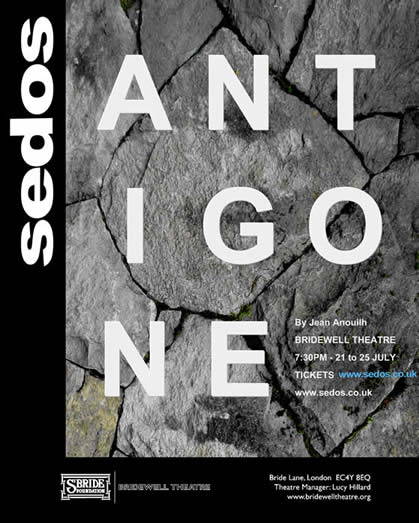 sedos
ANT
IGO
NE
By Jean Anouilh
BRIDEWELL THEATRE
7:30PM - 21 to 25 JULY
TICKETS www.sedos.co.uk
www.sedos.co.uk
S BRIDE
FOUNDATION
BRIDEWELL THEATRE
Bride Lane, London EC4Y 8EQ
Theatre Manager: Lucy Hillard
www.bridewelltheatre.org